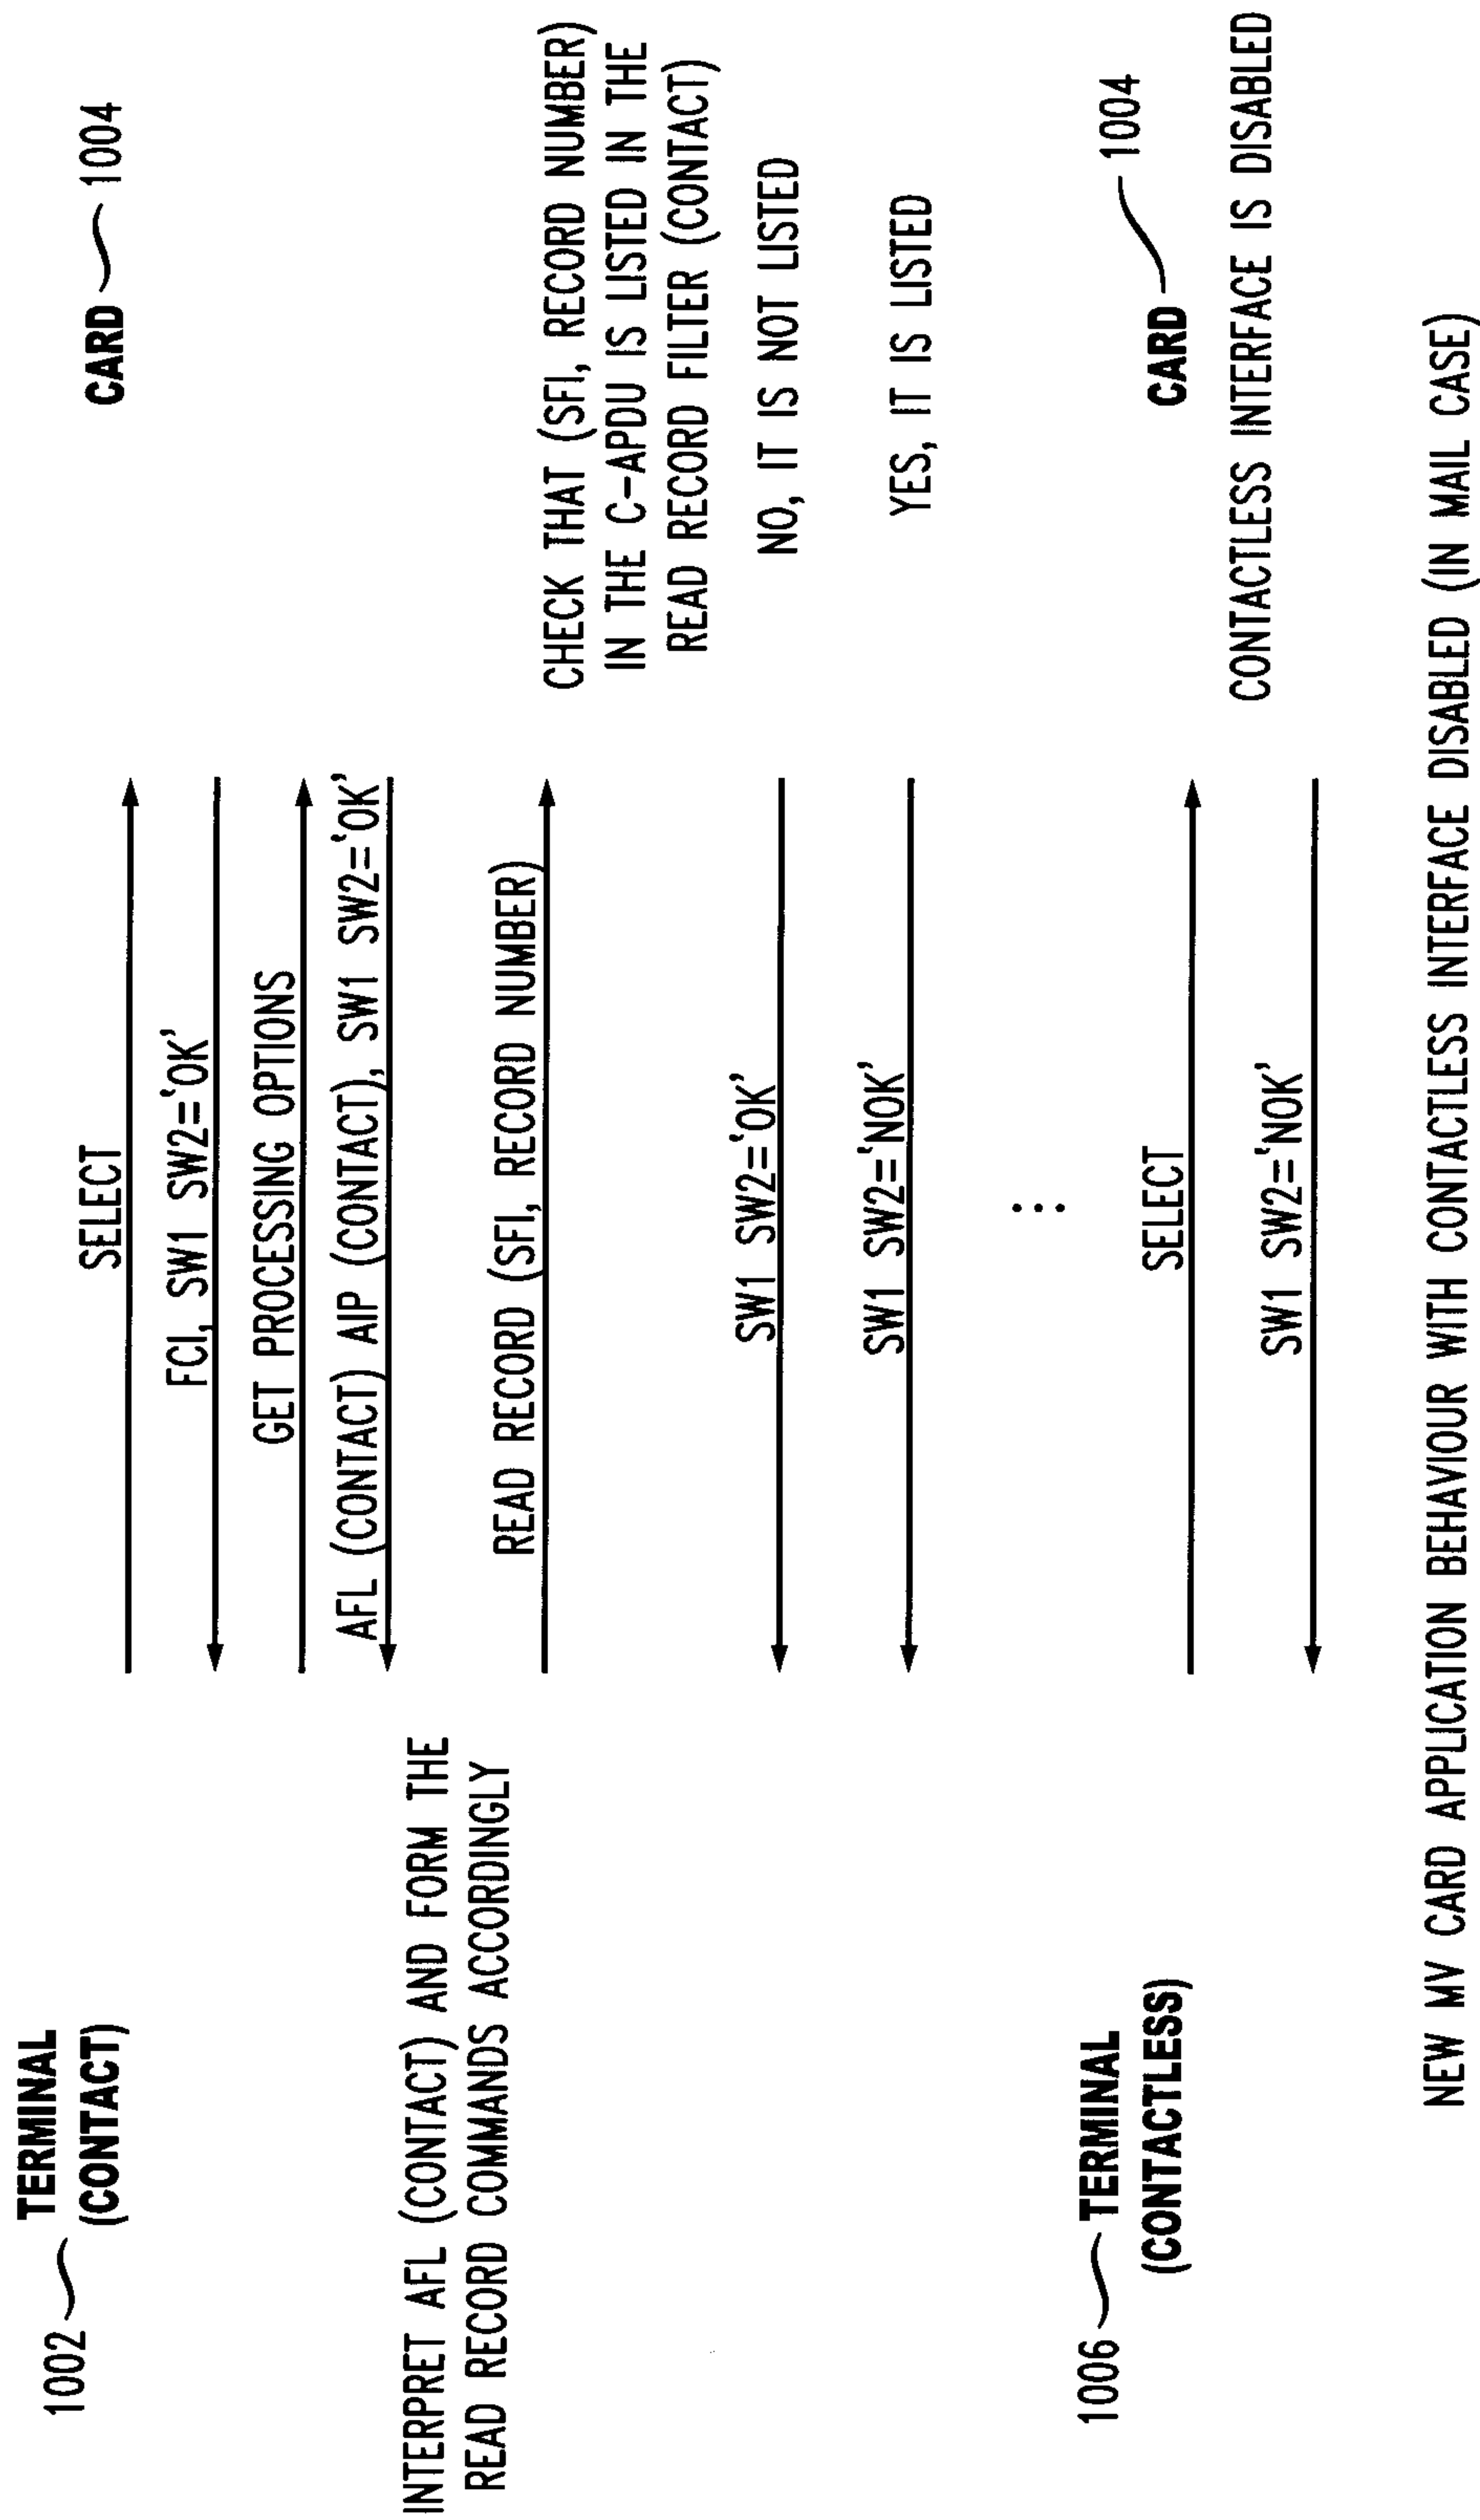 1002
TERMINAL
(CONTACT)
CARD
1004
SELECT
FCI, SW1 SW2='OK'
GET PROCESSING OPTIONS
AFL (CONTACT) AIP (CONTACT), SW1 SW2='OK'
INTERPRET AFL (CONTACT) AND FORM THE
READ RECORD COMMANDS ACCORDINGLY
READ RECORD (SFI, RECORD NUMBER)
CHECK THAT (SFI, RECORD NUMBER)
IN THE C-APDU IS LISTED IN THE
READ RECORD FILTER (CONTACT)
SW1 SW2='OK'
NO, IT IS NOT LISTED
SW1 SW2='NOK'
YES, IT IS LISTED
...
1006
TERMINAL
(CONTACTLESS)
CARD
1004
SELECT
CONTACTLESS INTERFACE IS DISABLED
SW1 SW2='NOK'
NEW MV CARD APPLICATION BEHAVIOUR WITH CONTACTLESS INTERFACE DISABLED (IN MAIL CASE)